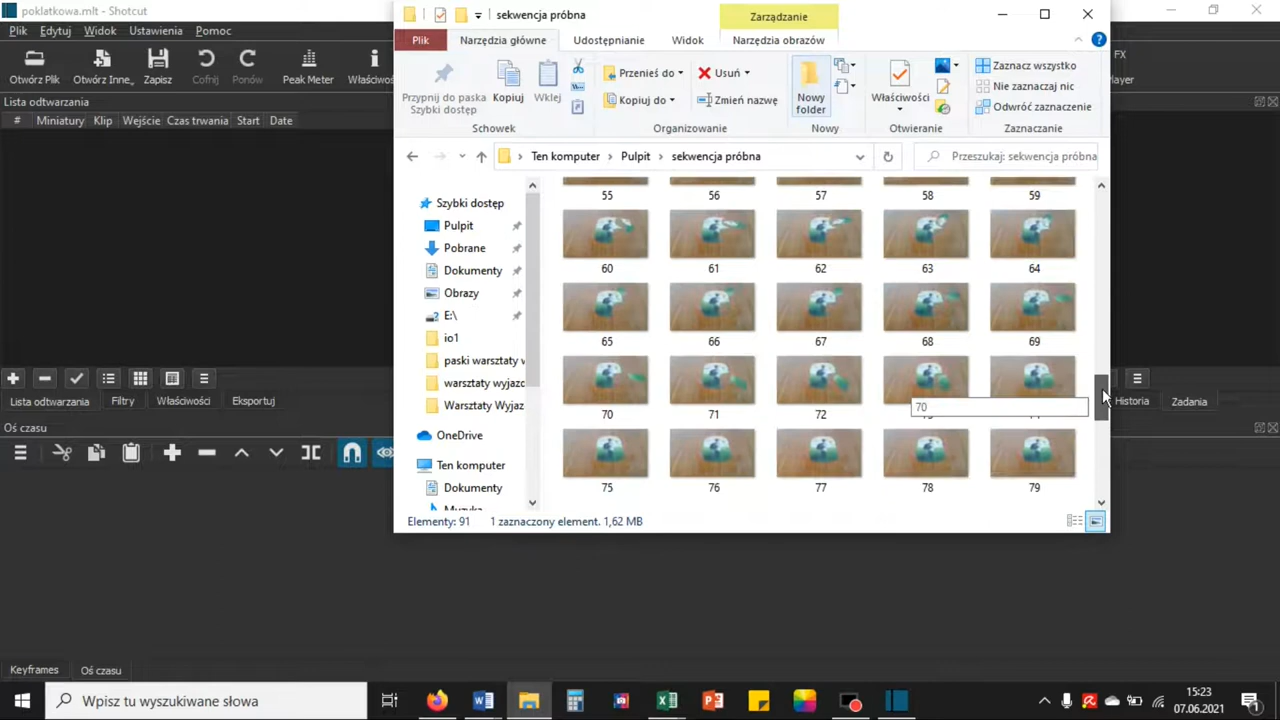 poklatkowa.mlt - Shotcut
Plik Edytuj Widok Ustawienia Pomoc
Otwórz Plik Otwórz Inne. Zapisz Cofnij Ponów Peak Meter Właściwoś
Lista odtwarzania
# Miniatury Klip Wejście Czas trwania Start Data
Lista odtwarzania Filtry Właściwości Eksportuj
Oś czasu
Keyframes Oś czasu
sekwencja próbna
Zarządzanie
Plik Narzędzia główne Udostępnianie Widok Narzędzia obrazów
Przypnij do paska
Szybki dostęp
Kopiuj
Wklej
Schowek
Przenieś do
Kopiuj do
Usuń
Zmień nazwę
Organizowanie
Nowy
folder
Nowy
Właściwości
Otwieranie
Zaznacz wszystko
Nie zaznaczaj nic
Odwróć zaznaczenie
Zaznaczanie
Ten komputer > Pulpit > sekwencja próbna
Przeszukaj: sekwencja próbna
Szybki dostęp
Pulpit
Pobrane
Dokumenty
Obrazy
E:\
io1
paski warsztaty w
warsztaty wyjazd
Warsztaty Wyjaz
OneDrive
Ten komputer
Dokumenty
Muzyka
55 56 57 58 59
60 61 62 63 64
65 66 67 68 69
70 71 72
70
75 76 77 78 79
Elementy: 91 1 zaznaczony element. 1,62 MB
FX
layer
Historia Zadania
Wpisz tu wyszukiwane słowa
15:23
07.06.2021
1